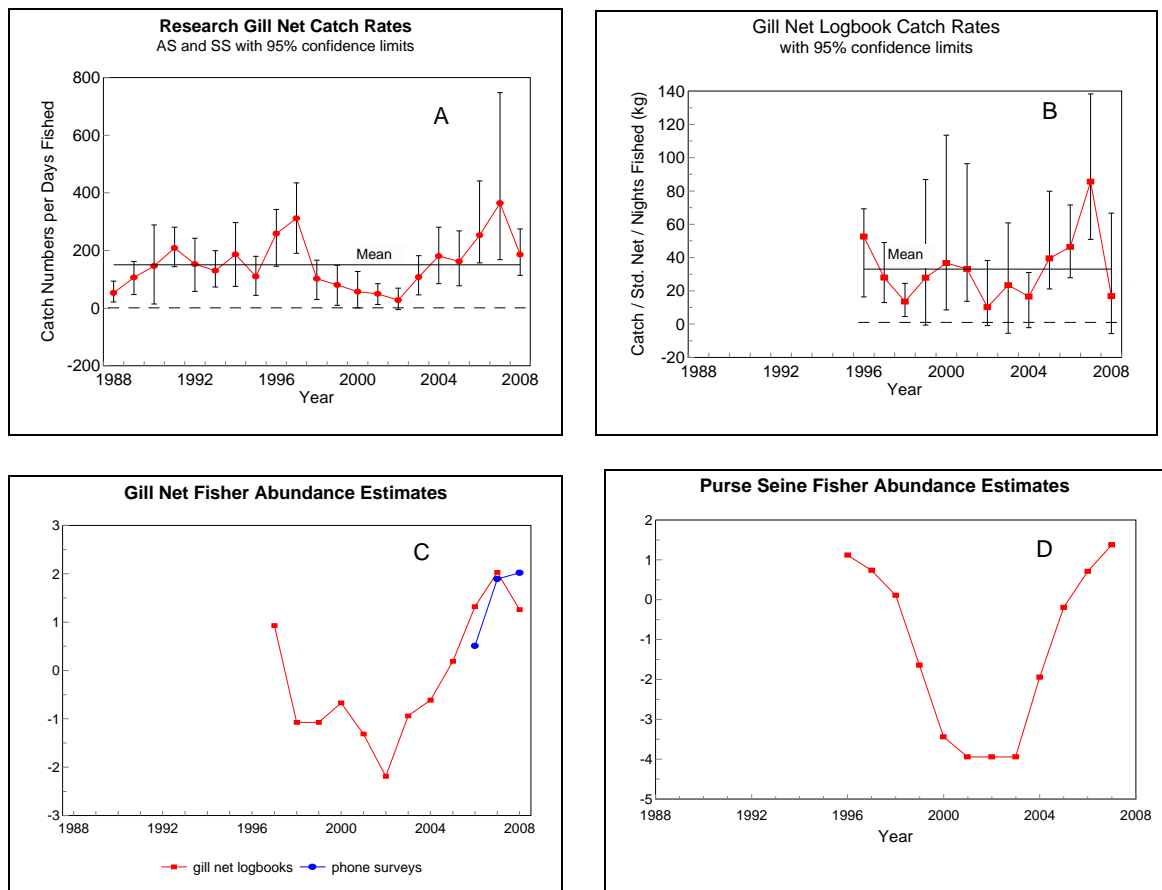 Research Gill Net Catch Rates
AS and SS with 95% confidence limits
A
Mean
Catch Numbers per Days Fished
800
600
400
200
0
-200
1988 1992 1996 2000 2004 2008
Year
Gill Net Logbook Catch Rates
with 95% confidence limits
B
Mean
Catch / Std. Net / Nights Fished (kg)
140
120
100
80
60
40
20
0
-20
1988 1992 1996 2000 2004 2008
Year
Gill Net Fisher Abundance Estimates
C
3
2
1
0
-1
-2
-3
1988 1992 1996 2000 2004 2008
gill net logbooks phone surveys
Purse Seine Fisher Abundance Estimates
D
2
1
0
-1
-2
-3
-4
-5
1988 1992 1996 2000 2004 2008
Year